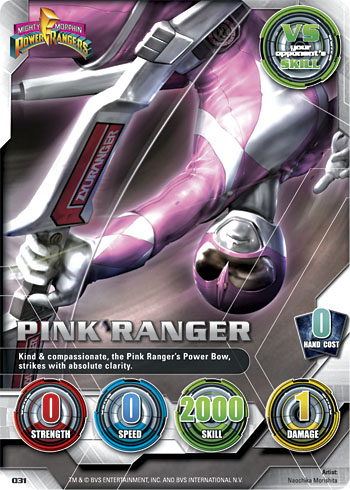 MIGHTY MORPHIN
POWER RANGERS
VS
your
opponent's
SKILL
DURANGER
PINK RANGER
Kind & compassionate, the Pink Ranger's Power Bow,
strikes with absolute clarity.
0
HAND COST
0
STRENGTH
0
SPEED
2000
SKILL
1
DAMAGE
031
TM & © BVS ENTERTAINMENT, INC. AND BVS INTERNATIONAL N.V
Artist:
Naochika Morishita